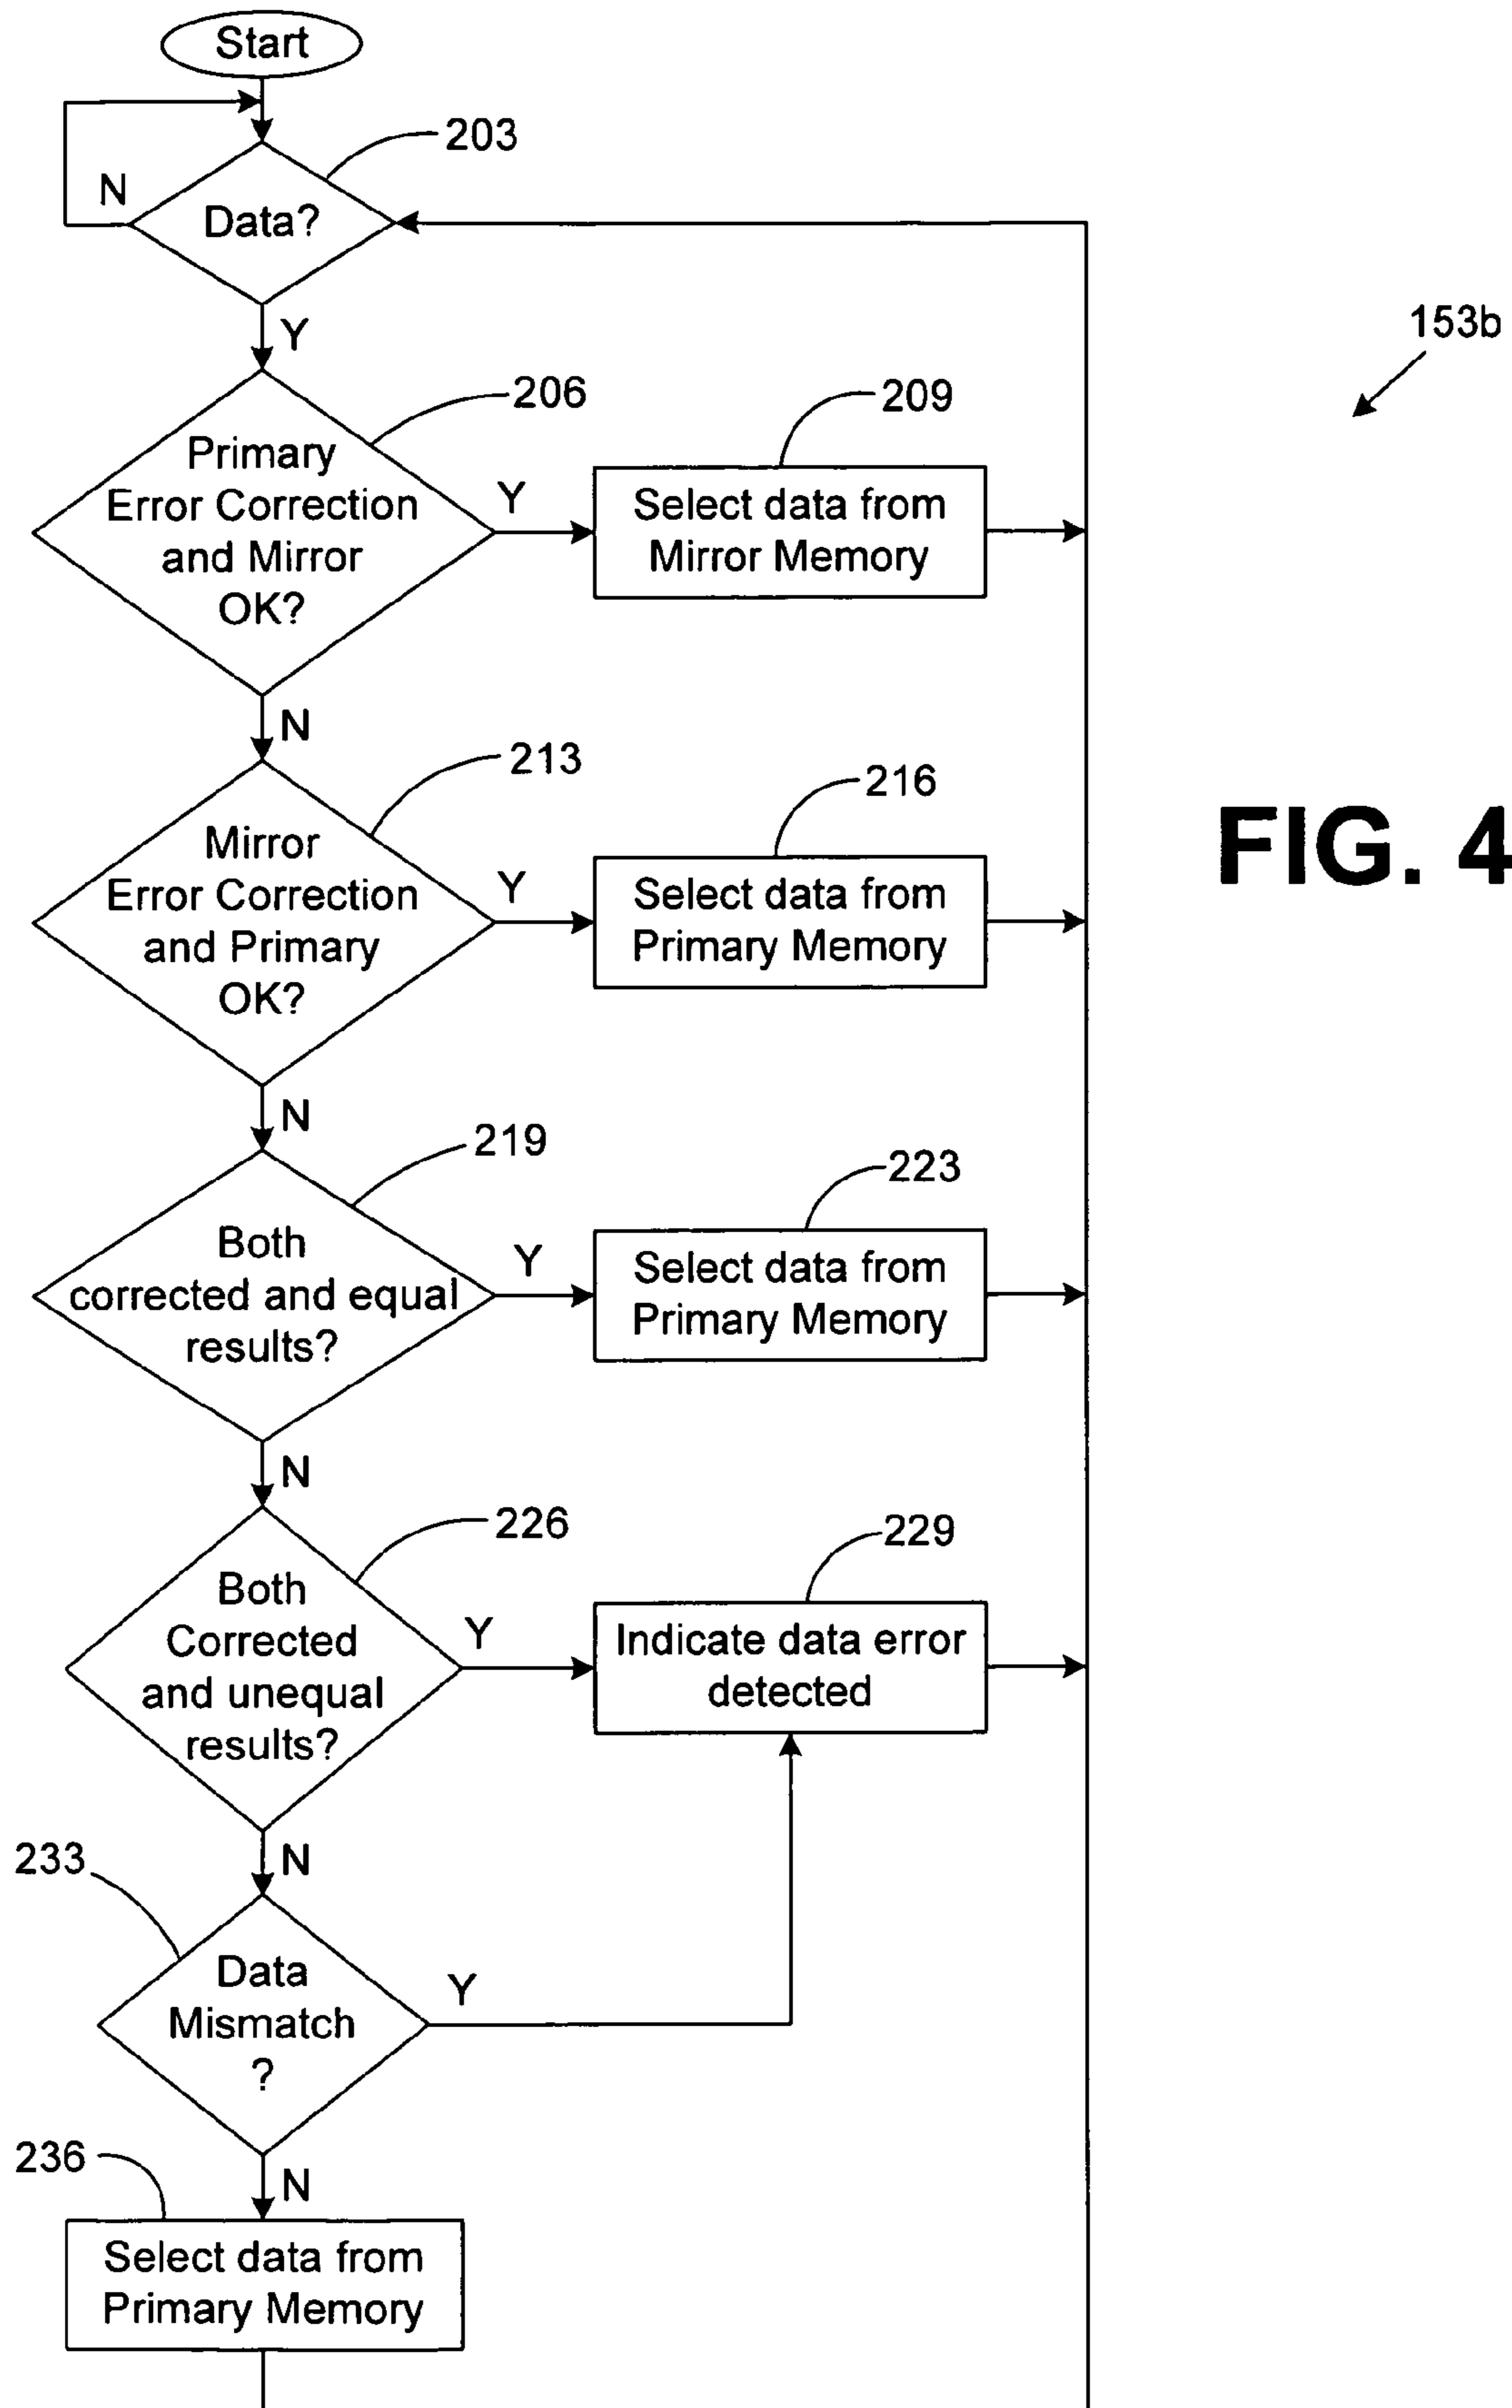 Start
203
N
Data?
153b
Y
206
209
Primary
Error Correction
and Mirror
OK?
Y
Select data from
Mirror Memory
N
213
216
FIG. 4
Mirror
Error Correction
and Primary
OK?
Y
Select data from
Primary Memory
N
219
223
Both
corrected and equal
results?
Y
Select data from
Primary Memory
N
226
229
Both
Corrected
and unequal
results?
Y
Indicate data error
detected
N
233
Data
Mismatch
?
Y
236
N
Select data from
Primary Memory